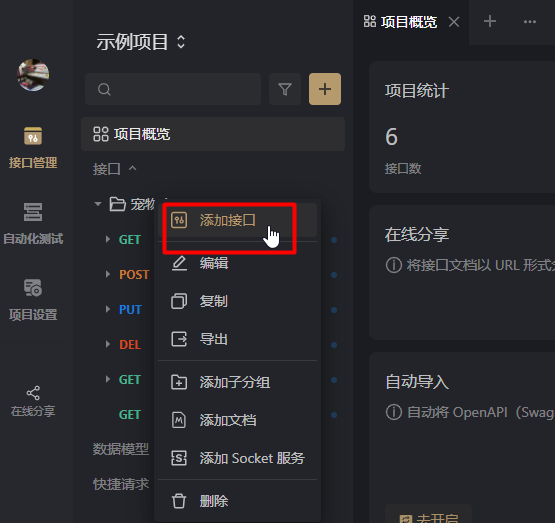 示例项目
项目概览
接口管理
自动化测试
项目设置
在线分享
项目概览
接口
宠物
GET
POST
PUT
DEL
GET
GET
数据模型
快捷请求
添加接口
编辑
复制
导出
添加子分组
添加文档
添加 Socket 服务
删除
项目统计
6
接口数
在线分享
将接口文档以 URL 形式
自动导入
自动将 OpenAPI（Swag
未开启